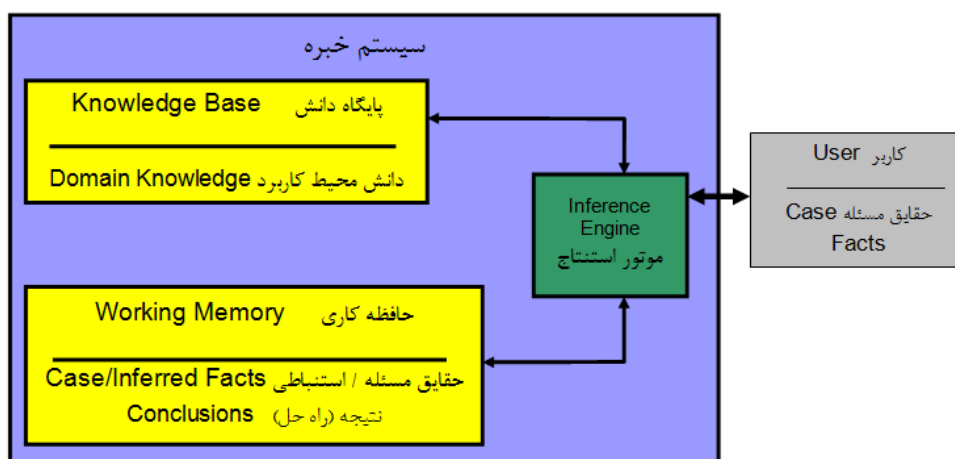 سیستم خبره
Knowledge Base پایگاه دانش
Domain Knowledge دانش محیط کاربرد
Inference
Engine
موتور استنتاج
Working Memory حافظه کاری
Case/Inferred Facts حقایق مسئله / استنباطی
Conclusions نتیجه (راه حل)
User کاربر
Case حقایق مسئله
Facts